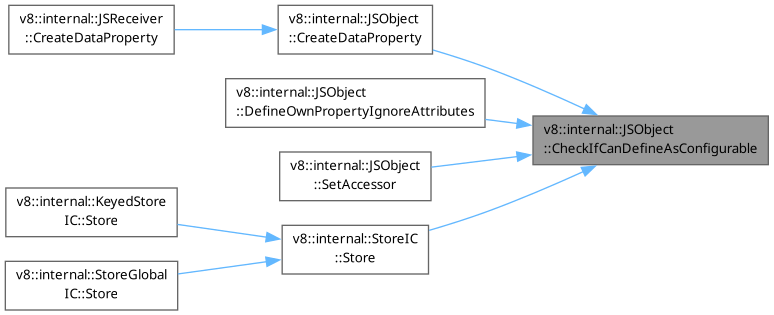 v8::internal::JSReceiver
::CreateDataProperty
v8::internal::JSObject
::CreateDataProperty
v8::internal::JSObject
::DefineOwnPropertyIgnoreAttributes
v8::internal::JSObject
::CheckIfCanDefineAsConfigurable
v8::internal::JSObject
::SetAccessor
v8::internal::KeyedStore
IC::Store
v8::internal::StoreIC
::Store
v8::internal::StoreGlobal
IC::Store